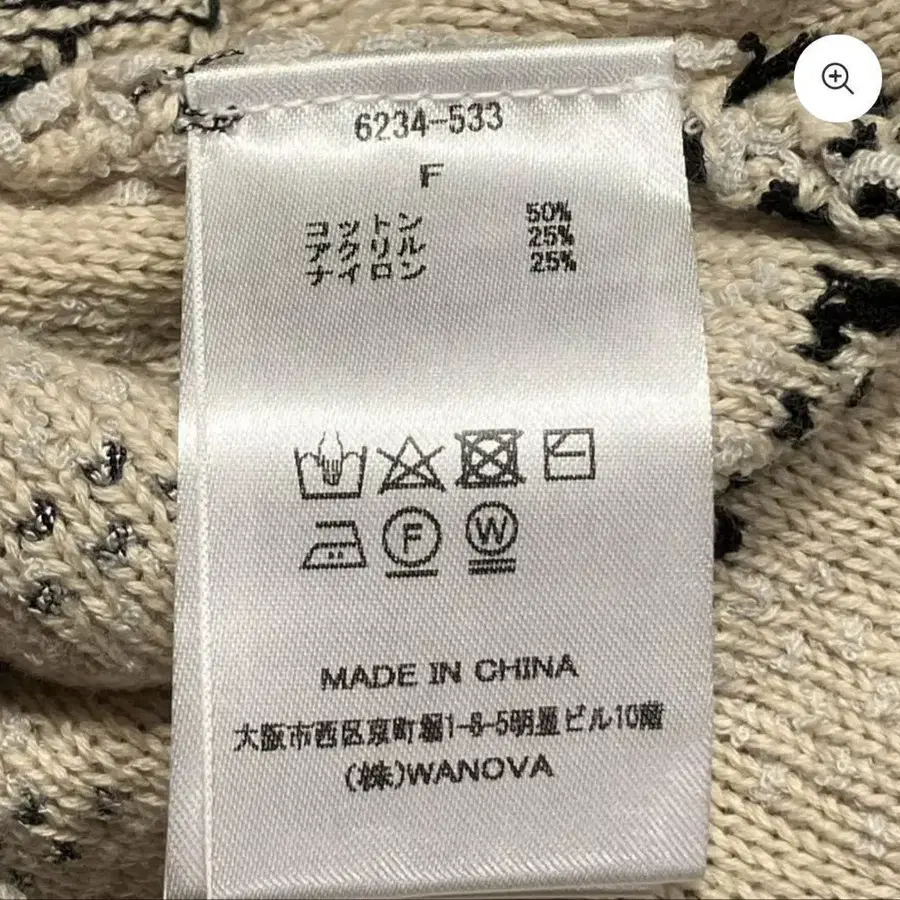 6234-533
F
コットン 50%
アクリル 25%
ナイロン 25%
F W
MADE IN CHINA
大阪市西区京町堀1-8-5明星ビル10階
(株)WANOVA